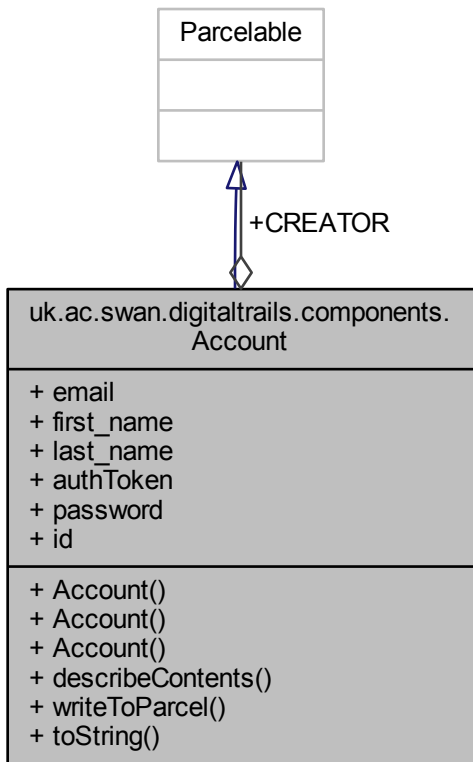 Parcelable
+CREATOR
uk.ac.swan.digitaltrails.components.
Account
+ email
+ first_name
+ last_name
+ authToken
+ password
+ id
+ Account()
+ Account()
+ Account()
+ describeContents()
+ writeToParcel()
+ toString()